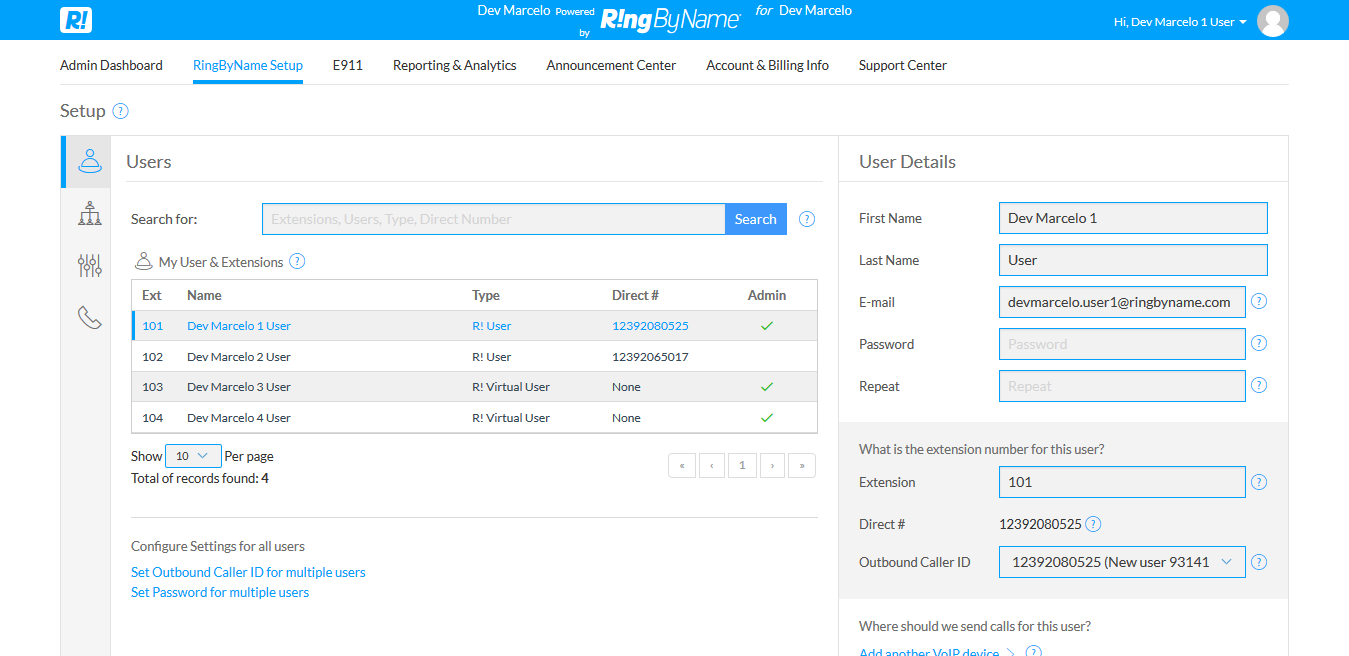 R!
Dev Marcelo Powered by R!ng By Name for Dev Marcelo
Hi, Dev Marcelo 1 User
Admin Dashboard RingByName Setup E911 Reporting & Analytics Announcement Center Account & Billing Info Support Center
Setup ?
Users
Search for: Extensions, Users, Type, Direct Number Search ?
My User & Extensions ?
Ext Name Type Direct # Admin
101 Dev Marcelo 1 User R! User 12392080525
102 Dev Marcelo 2 User R! User 12392065017
103 Dev Marcelo 3 User R! Virtual User None
104 Dev Marcelo 4 User R! Virtual User None
Show 10 Per page
« ‹ 1 › »
Total of records found: 4
Configure Settings for all users
Set Outbound Caller ID for multiple users
Set Password for multiple users
User Details
First Name Dev Marcelo 1
Last Name User
E-mail devmarcelo.user1@ringbyname.com ?
Password Password ?
Repeat Repeat ?
What is the extension number for this user?
Extension 101 ?
Direct # 12392080525 ?
Outbound Caller ID 12392080525 (New user 93141 ?
Where should we send calls for this user?
Add another VoIP device ?